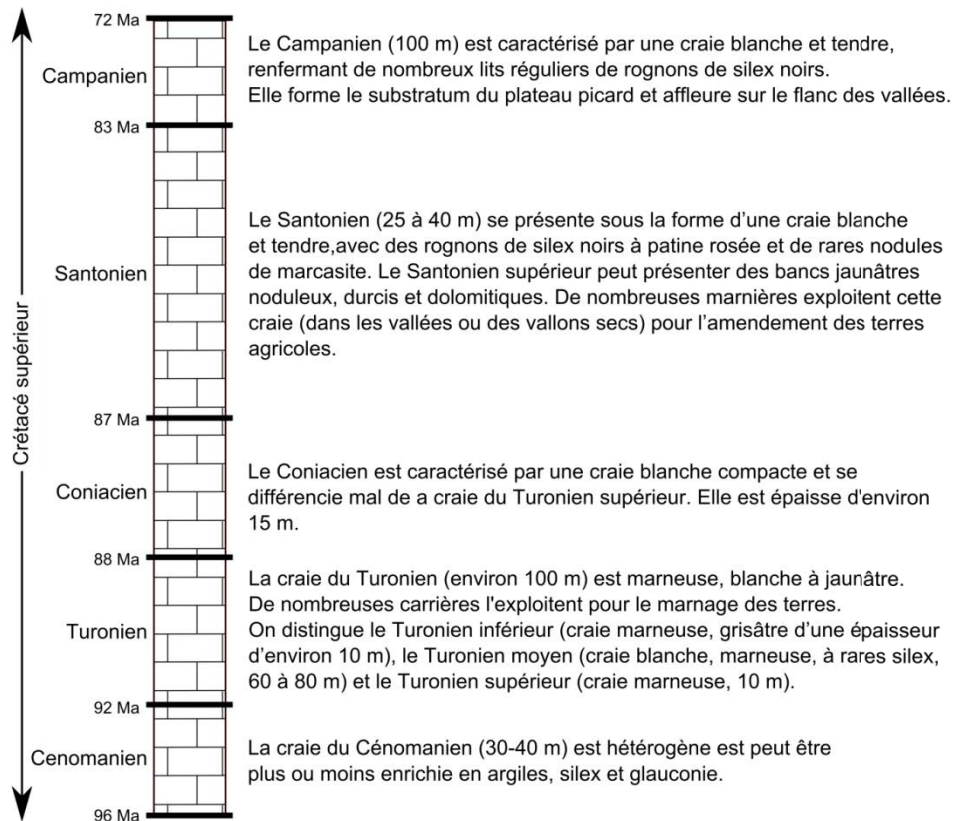 72 Ma
Campanien
Le Campanien (100 m) est caractérisé par une craie blanche et tendre,
renfermant de nombreux lits réguliers de rognons de silex noirs.
Elle forme le substratum du plateau picard et affleure sur le flanc des vallées.
83 Ma
Crétacé supérieur
Santonien
Le Santonien (25 à 40 m) se présente sous la forme d'une craie blanche
et tendre,avec des rognons de silex noirs à patine rosée et de rares nodules
de marcasite. Le Santonien supérieur peut présenter des bancs jaunâtres
noduleux, durcis et dolomitiques. De nombreuses marnières exploitent cette
craie (dans les vallées ou des vallons secs) pour l'amendement des terres
agricoles.
87 Ma
Coniacien
Le Coniacien est caractérisé par une craie blanche compacte et se
différencie mal de a craie du Turonien supérieur. Elle est épaisse d'environ
15 m.
88 Ma
Turonien
La craie du Turonien (environ 100 m) est marneuse, blanche à jaunâtre.
De nombreuses carrières l'exploitent pour le marnage des terres.
On distingue le Turonien inférieur (craie marneuse, grisâtre d'une épaisseur
d'environ 10 m), le Turonien moyen (craie blanche, marneuse, à rares silex,
60 à 80 m) et le Turonien supérieur (craie marneuse, 10 m).
92 Ma
Cenomanien
La craie du Cénomanien (30-40 m) est hétérogène est peut être
plus ou moins enrichie en argiles, silex et glauconie.
96 Ma